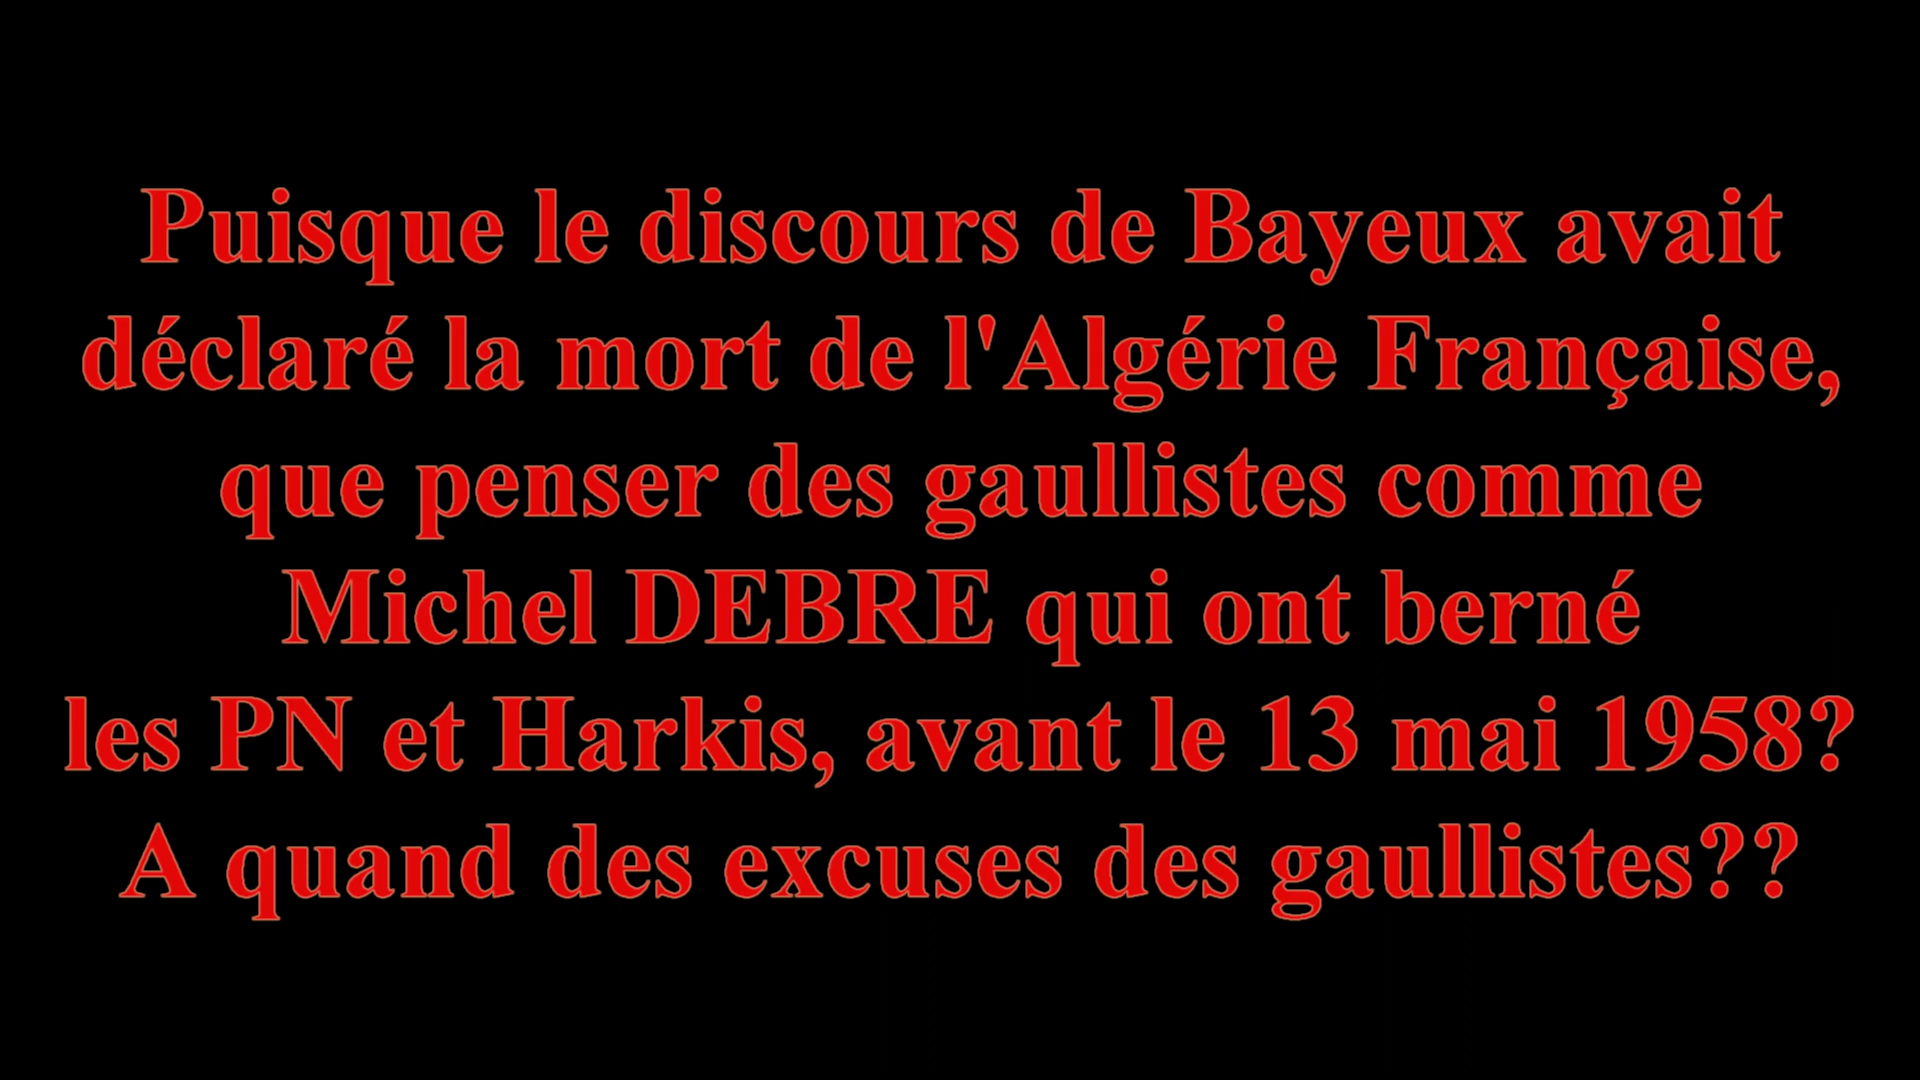 Puisque le discours de Bayeux avait
déclaré la mort de l'Algérie Française,
que penser des gaullistes comme
Michel DEBRE qui ont berné
les PN et Harkis, avant le 13 mai 1958?
A quand des excuses des gaullistes??